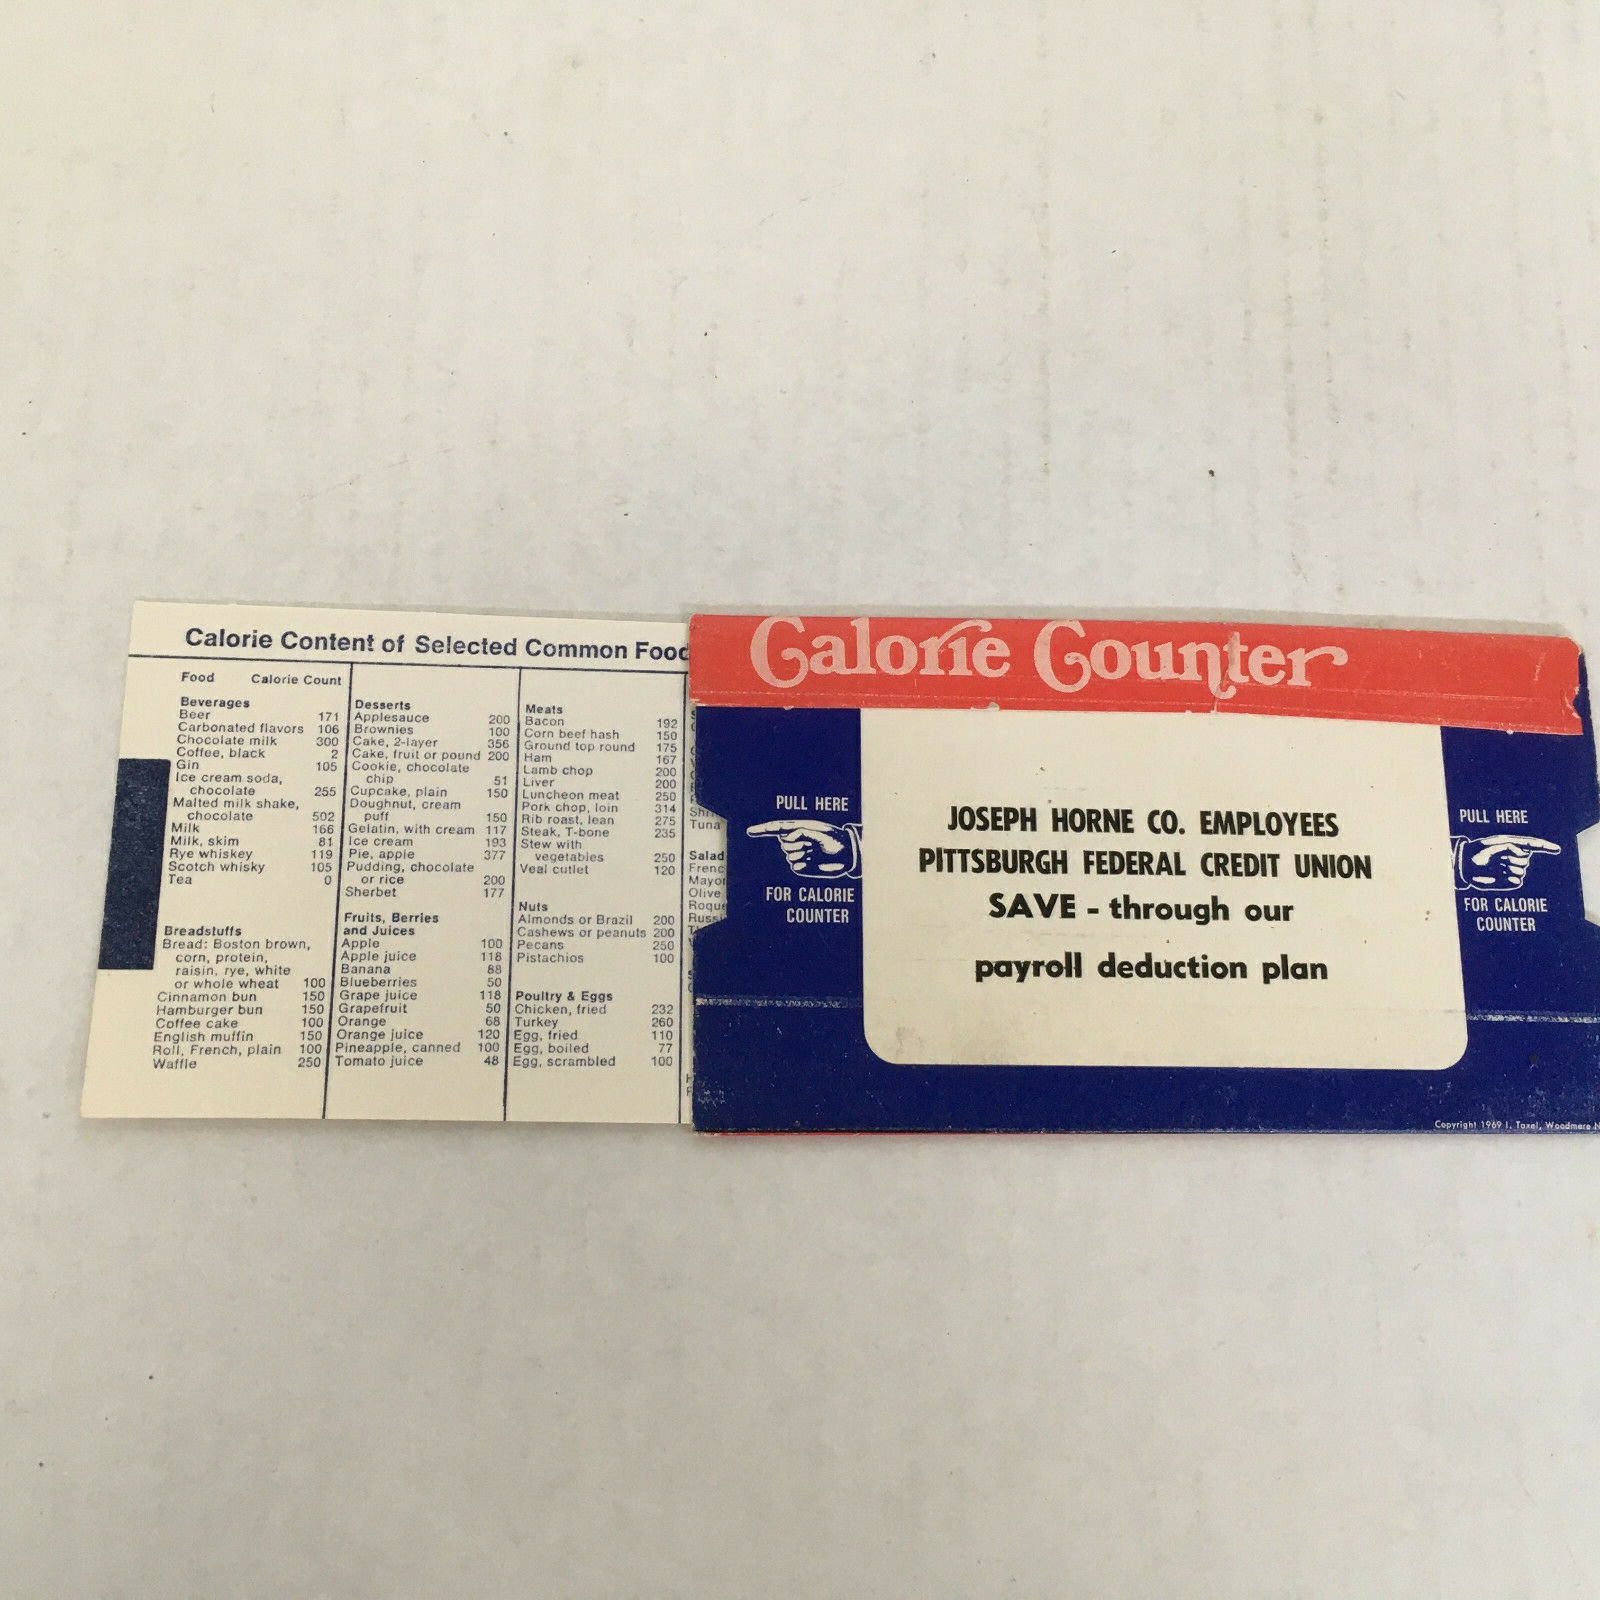 Calorie Content of Selected Common Food
Food Calorie Count
Beverages
Beer 171
Carbonated flavors 106
Chocolate milk 300
Coffee, black 2
Gin 105
Ice cream soda,
chocolate 255
Malted milk shake,
chocolate 502
Milk 166
Milk, skim 81
Rye whiskey 119
Scotch whisky 105
Tea 0
Breadstuffs
Bread: Boston brown,
corn, protein,
raisin, rye, white
or whole wheat 100
Cinnamon bun 150
Hamburger bun 150
Coffee cake 100
English muffin 150
Roll, French, plain 100
Waffle 250
Desserts
Applesauce 200
Brownies 100
Cake, 2-layer 356
Cake, fruit or pound 200
Cookie, chocolate
chip 51
Cupcake, plain 150
Doughnut, cream
puff 150
Gelatin, with cream 117
Ice cream 193
Pie, apple 377
Pudding, chocolate
or rice 200
Sherbet 177
Fruits, Berries
and Juices
Apple 100
Apple juice 118
Banana 88
Blueberries 50
Grape juice 118
Grapefruit 50
Orange 68
Orange juice 120
Pineapple, canned 100
Tomato juice 48
Meats
Bacon 192
Corn beef hash 150
Ground top round 175
Ham 167
Lamb chop 200
Liver 200
Luncheon meat 250
Pork chop, loin 314
Rib roast, lean 275
Steak, T-bone 235
Stew with
vegetables 250
Veal cutlet 120
Nuts
Almonds or Brazil 200
Cashews or peanuts 200
Pecans 250
Pistachios 100
Poultry & Eggs
Chicken, fried 232
Turkey 260
Egg, fried 110
Egg, boiled 77
Egg, scrambled 100
Tuna
Salad
Frenc
Mayo
Olive
Roque
Russi
Calorie Counter
PULL HERE
FOR CALORIE
COUNTER
JOSEPH HORNE CO. EMPLOYEES
PITTSBURGH FEDERAL CREDIT UNION
SAVE - through our
payroll deduction plan
PULL HERE
FOR CALORIE
COUNTER
Copyright 1969 I. Taxel, Woodmere N